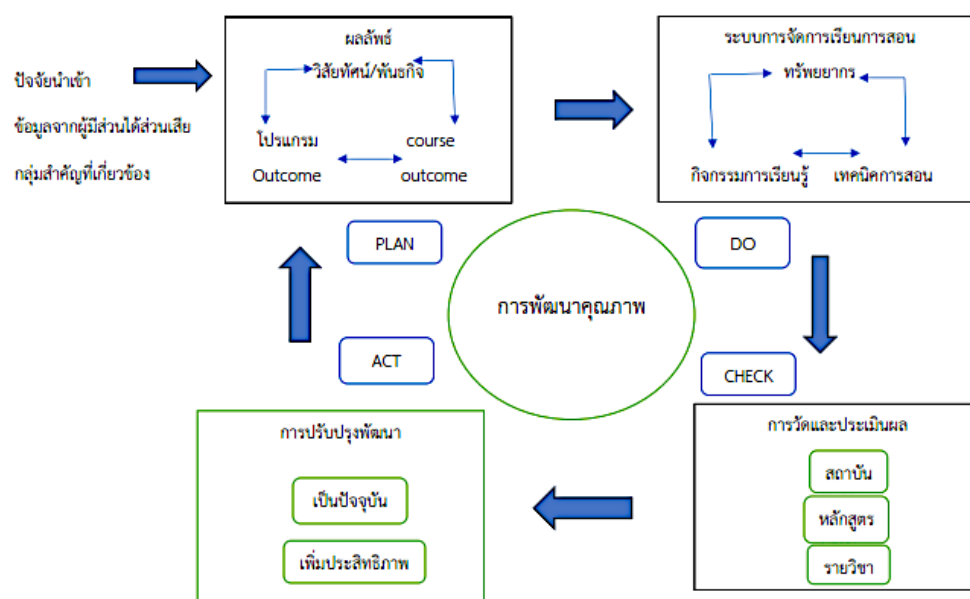 ปัจจัยนำเข้า
ข้อมูลจากผู้มีส่วนได้ส่วนเสีย
กลุ่มสำคัญที่เกี่ยวข้อง
ผลลัพธ์
วิสัยทัศน์/พันธกิจ
โปรแกรม
Outcome
course
outcome
ระบบการจัดการเรียนการสอน
ทรัพยากร
กิจกรรมการเรียนรู้
เทคนิคการสอน
PLAN
DO
การพัฒนาคุณภาพ
ACT
CHECK
การปรับปรุงพัฒนา
เป็นปัจจุบัน
เพิ่มประสิทธิภาพ
การวัดและประเมินผล
สถาบัน
หลักสูตร
รายวิชา